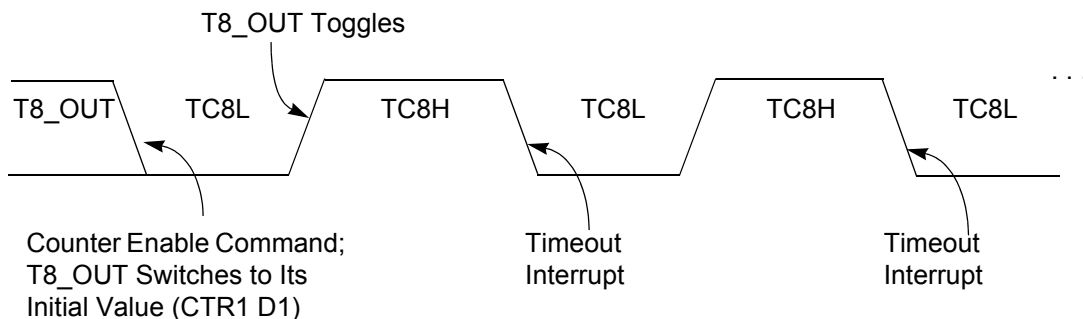 T8_OUT Toggles
. . .
T8_OUT TC8L TC8H TC8L TC8H TC8L
Counter Enable Command;
T8_OUT Switches to Its
Initial Value (CTR1 D1)
Timeout
Interrupt
Timeout
Interrupt